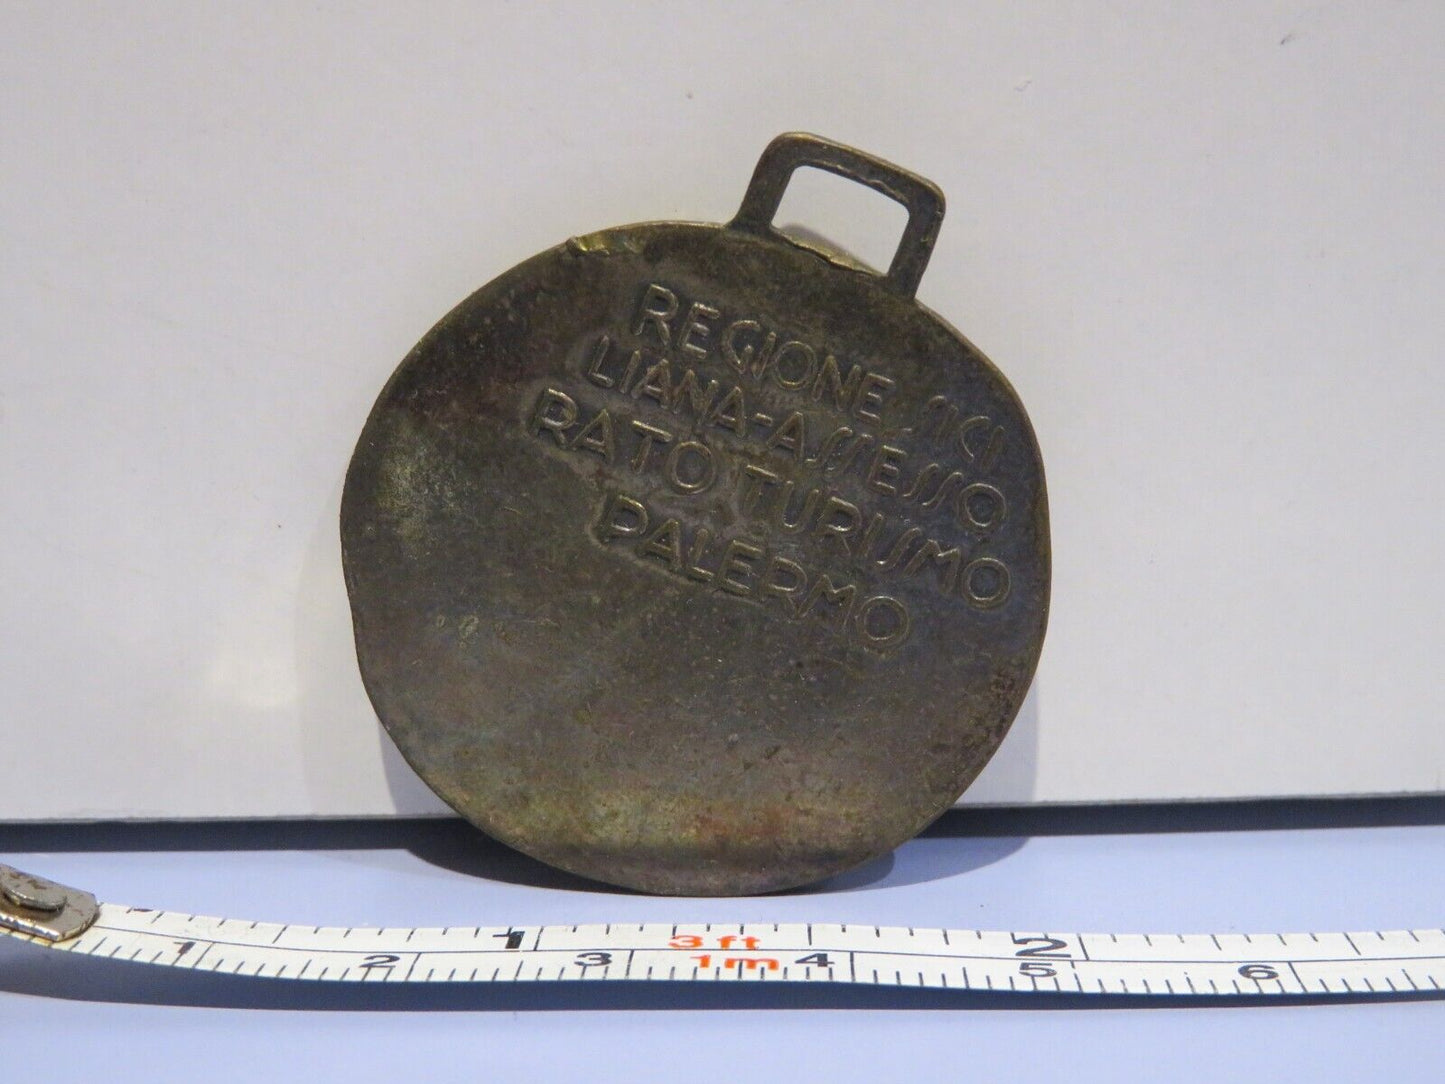 REGIONE SICI
LIANA-ASSESSO
RATO TURISMO
PALERMO
1 3ft 2
1 2 3 1m 4 5 6